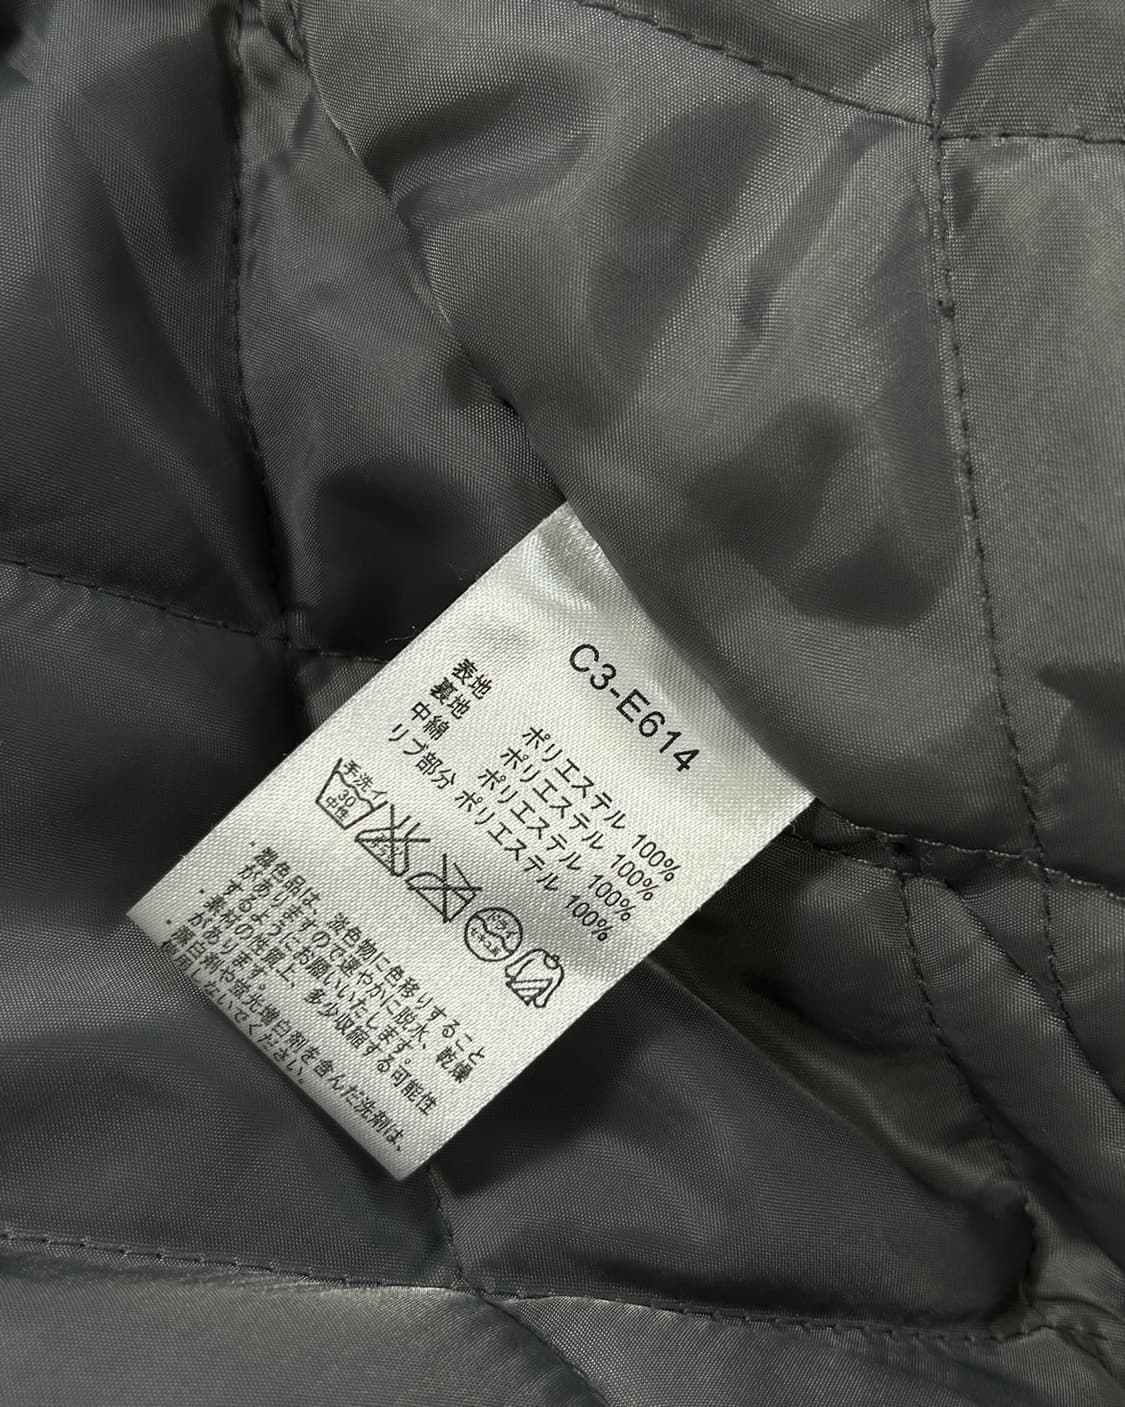 C3-E614
表地 ポリエステル 100%
裏地 ポリエステル 100%
中綿 ポリエステル 100%
リブ部分 ポリエステル 100%
手洗イ
30
中性
ドライ
・濃色品は、淡色物に色移りすること
がありますので速やかに脱水、乾燥
するようにお願いいたします。
・素材の性質上、多少収縮する可能性
があります。
・漂白剤や蛍光増白剤を含んだ洗剤は、
使用しないでください。